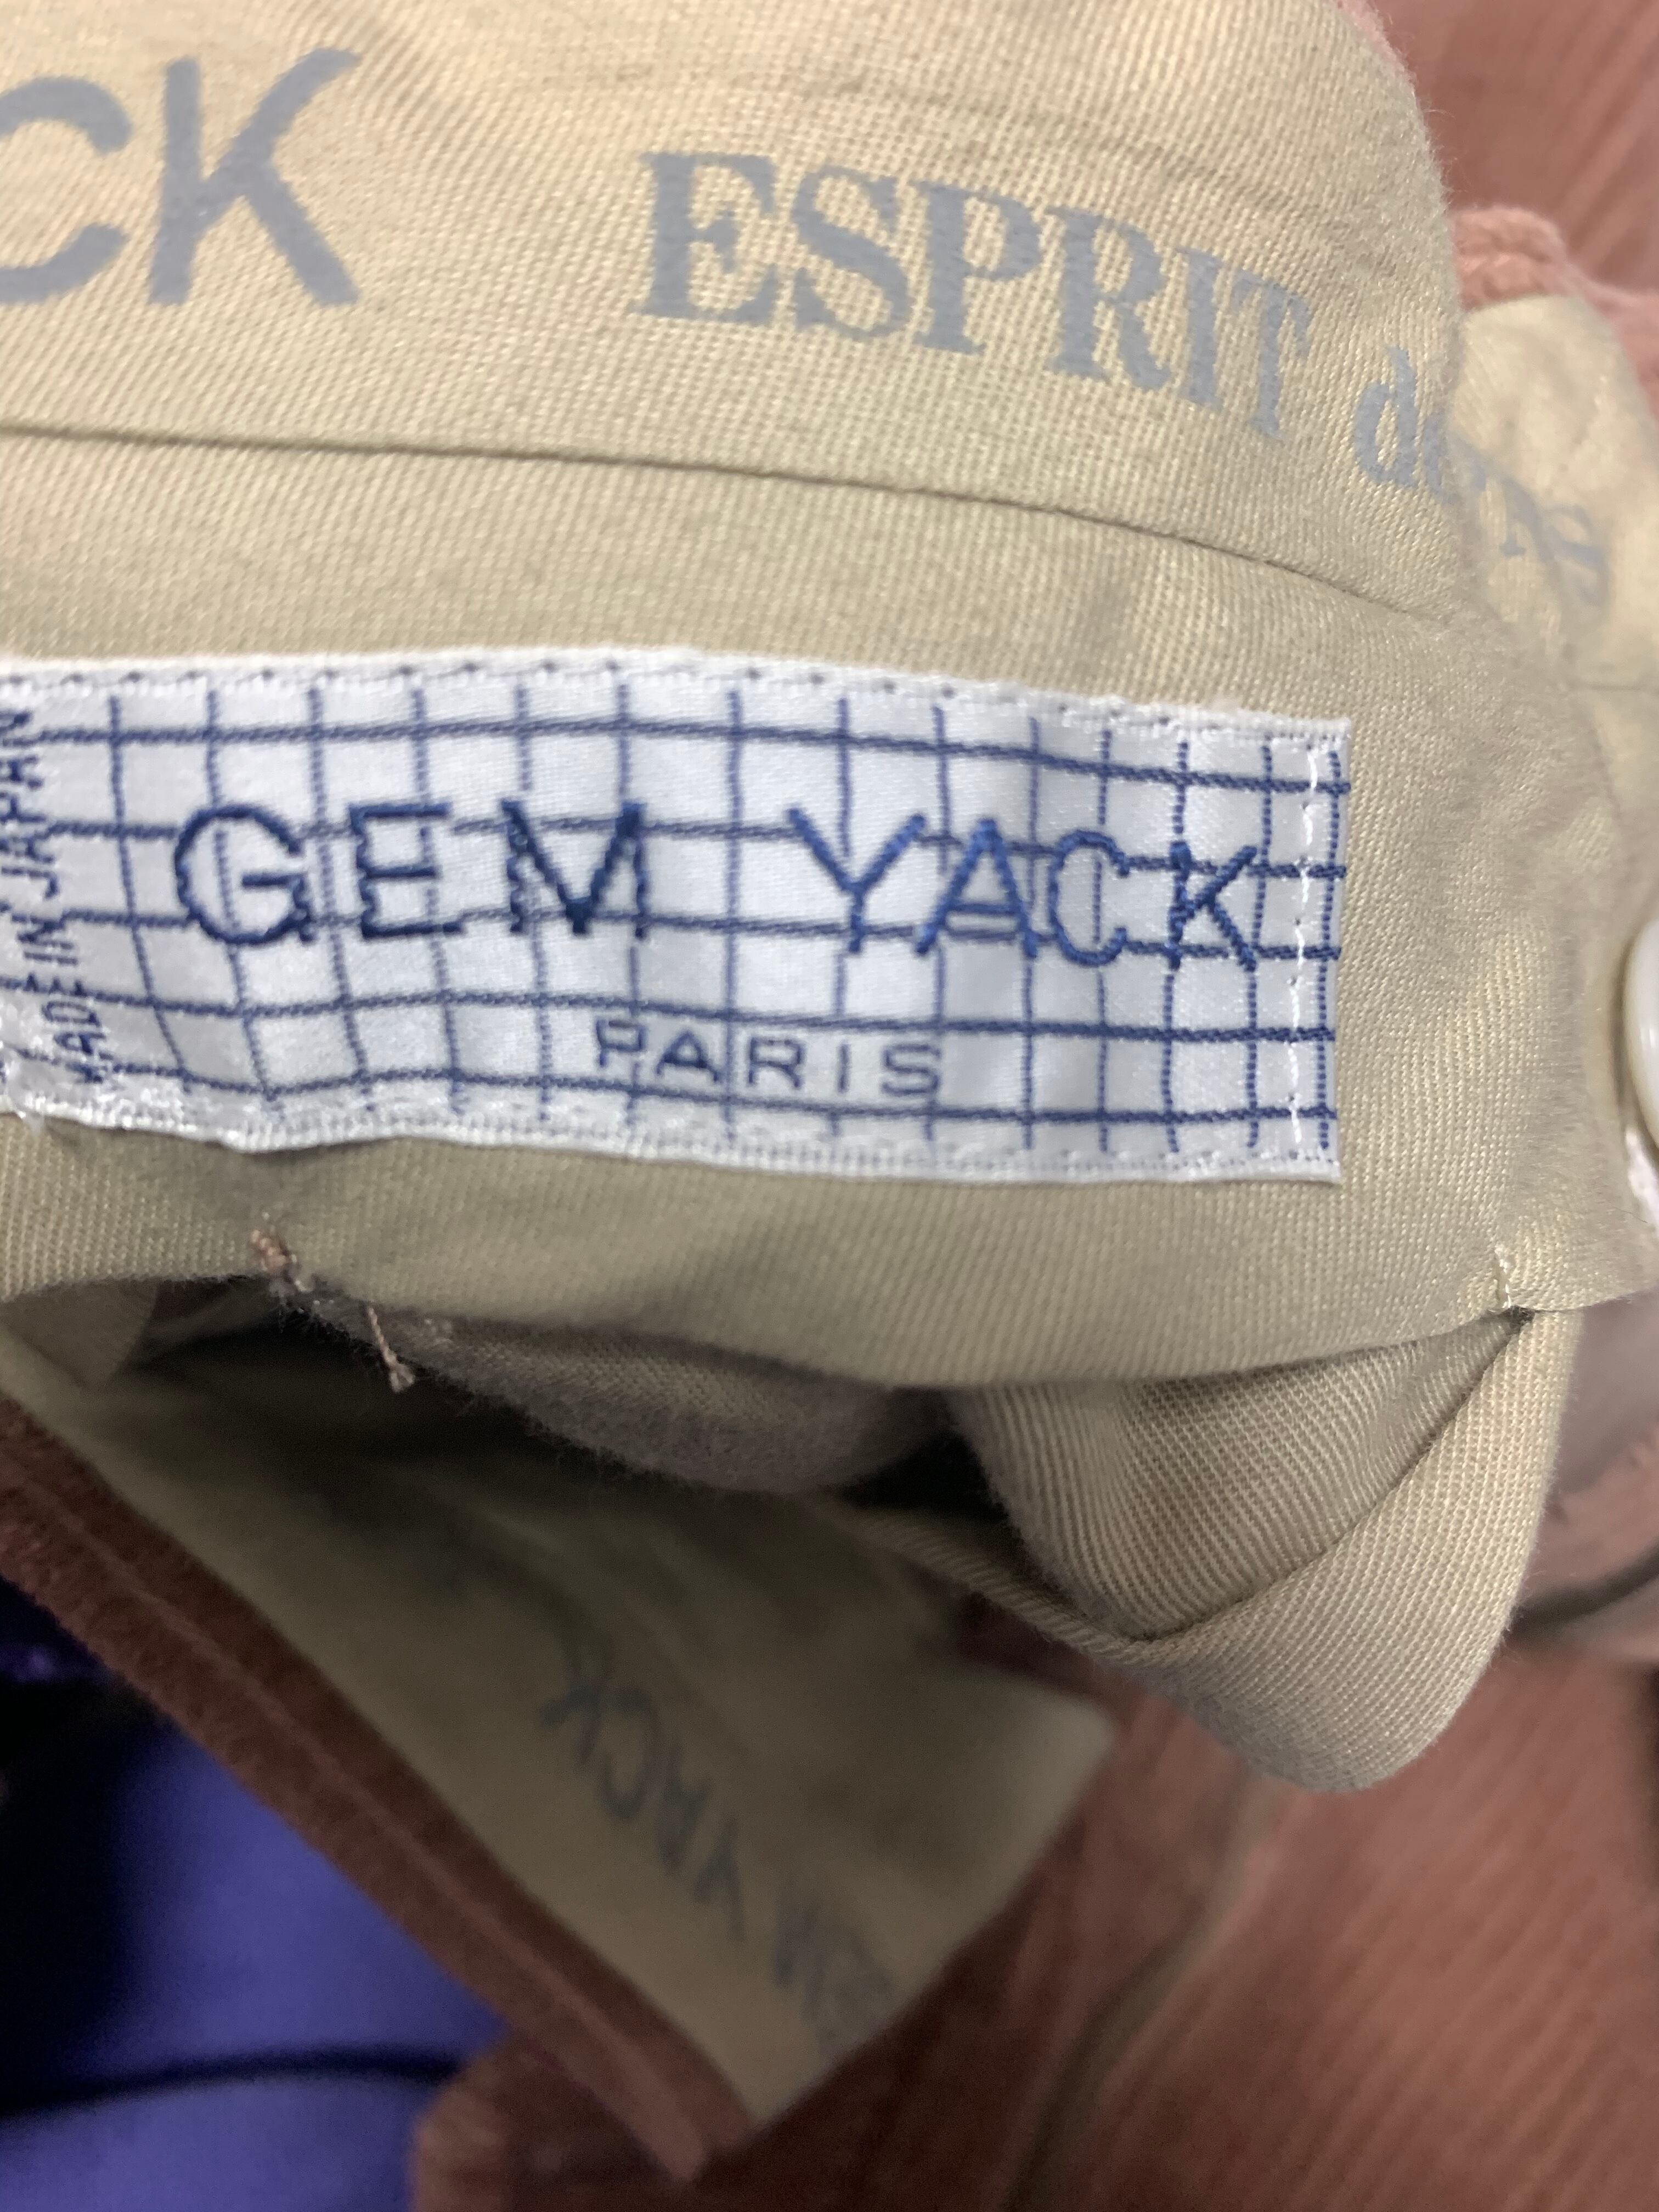 CK ESPRIT de
MADE IN JAPAN
GEM YACK
PARIS
YACK